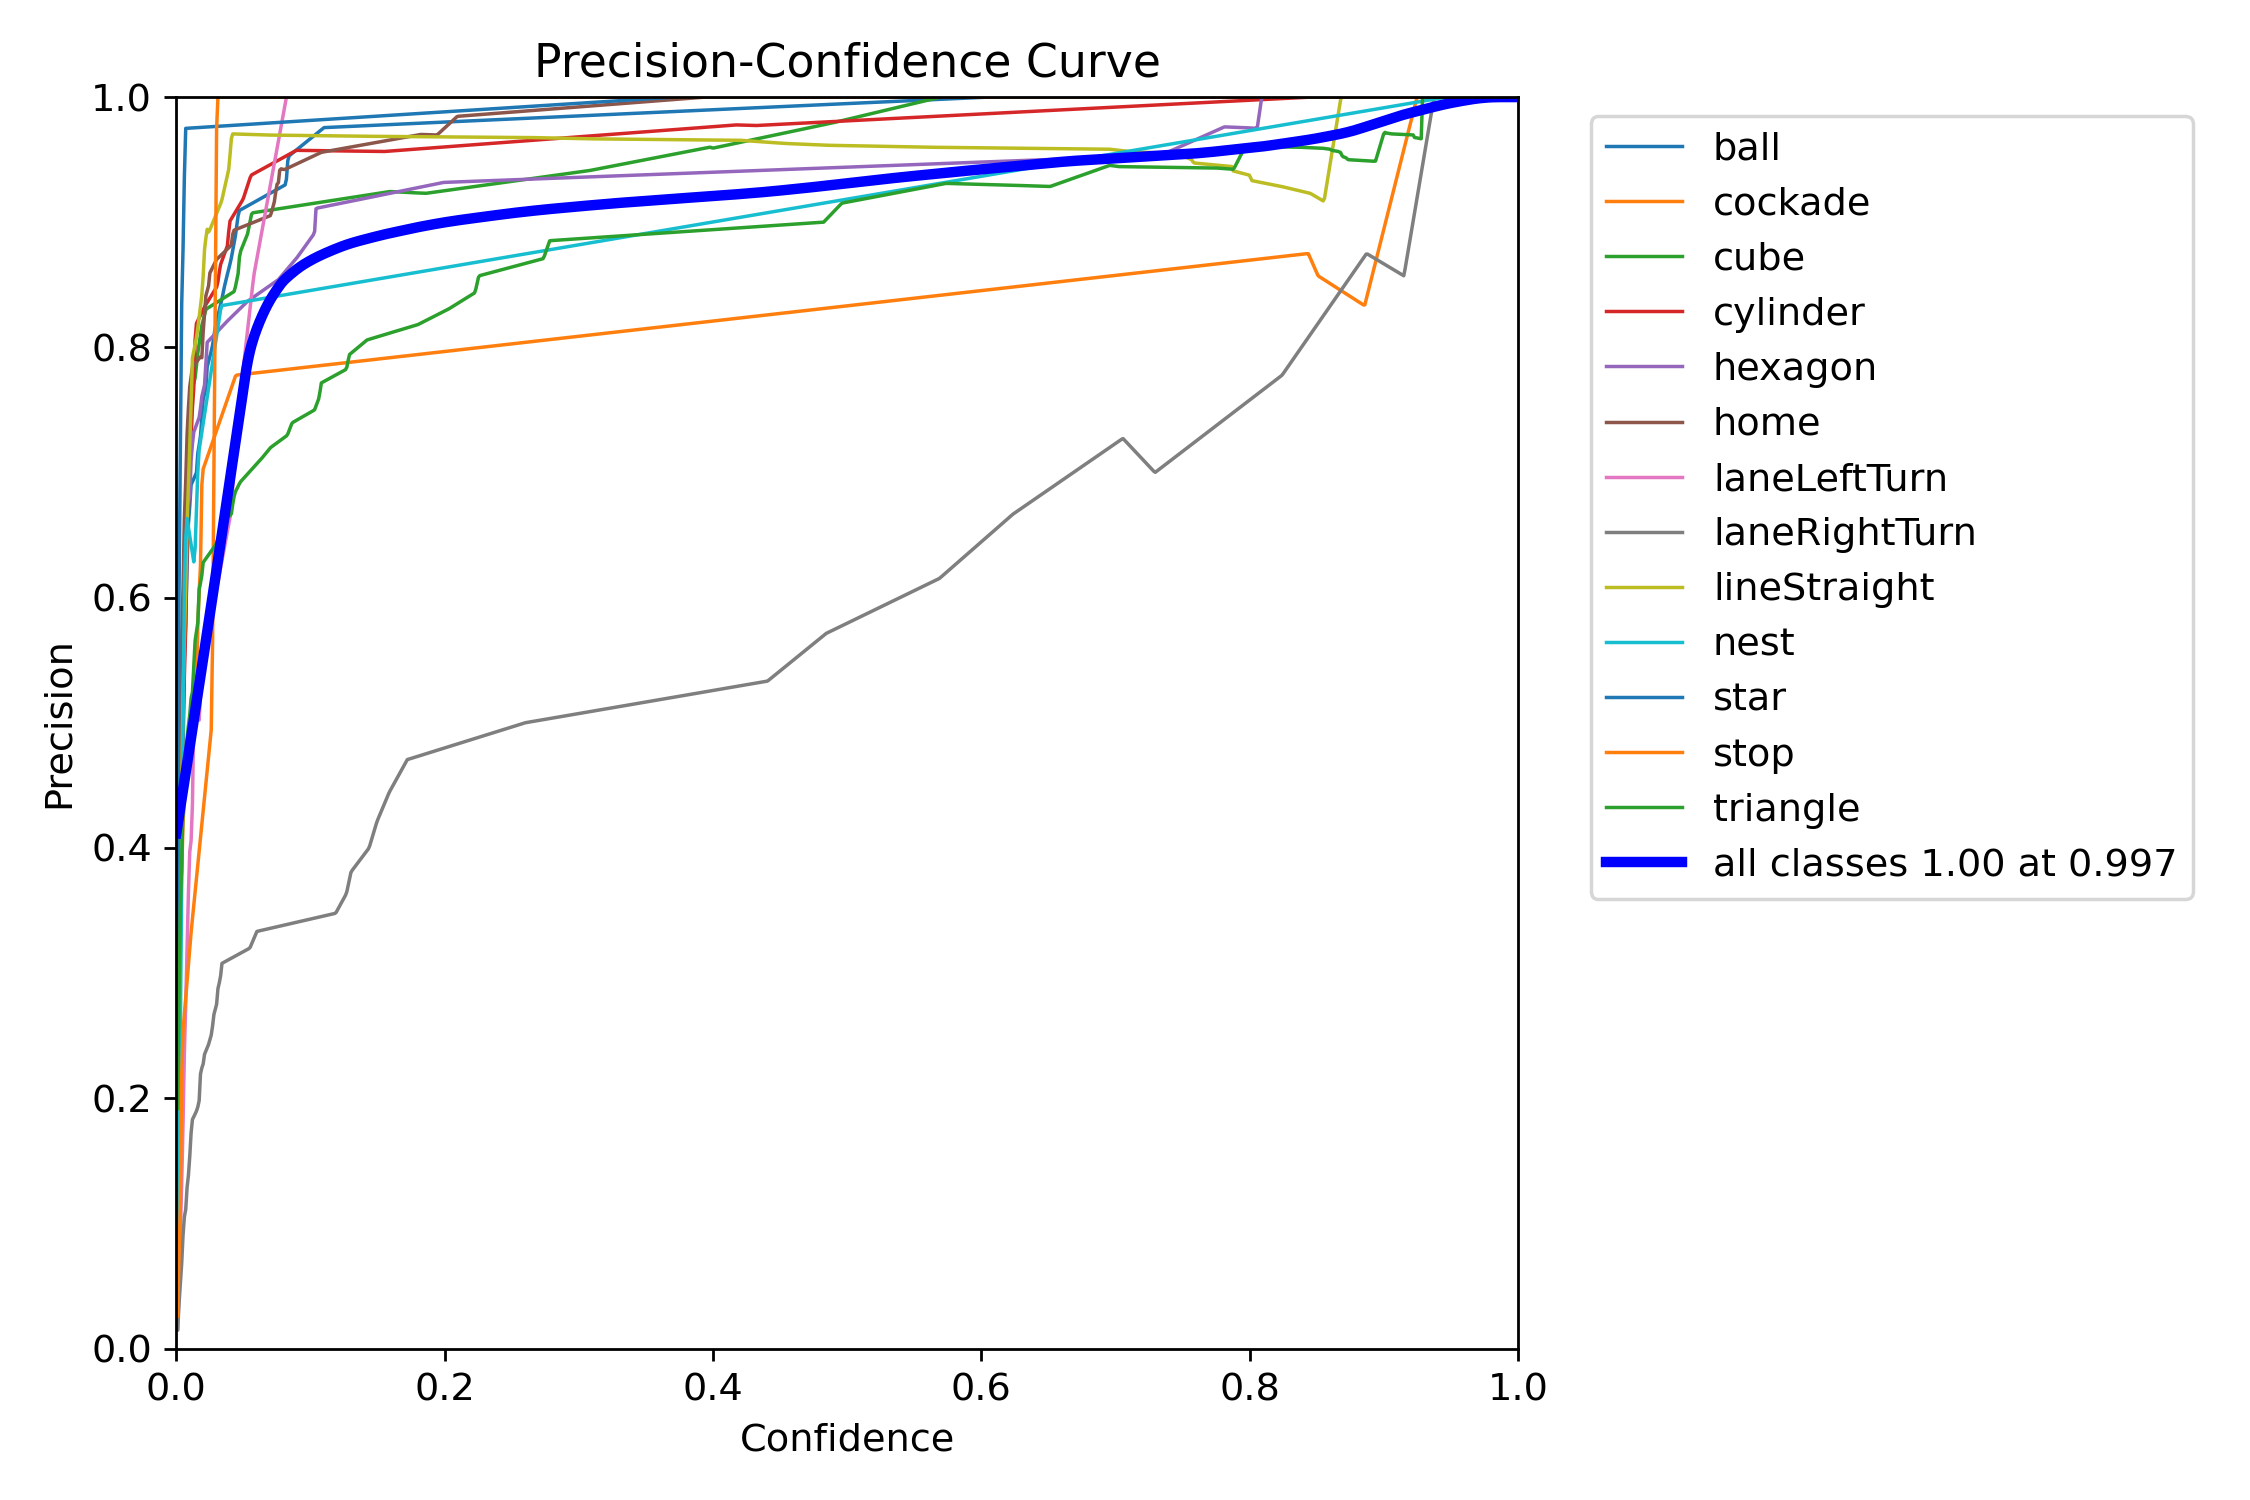 Precision-Confidence Curve
1.0
0.8
0.6
0.4
0.2
0.0
Precision
0.0 0.2 0.4 0.6 0.8 1.0
Confidence
ball
cockade
cube
cylinder
hexagon
home
laneLeftTurn
laneRightTurn
lineStraight
nest
star
stop
triangle
all classes 1.00 at 0.997